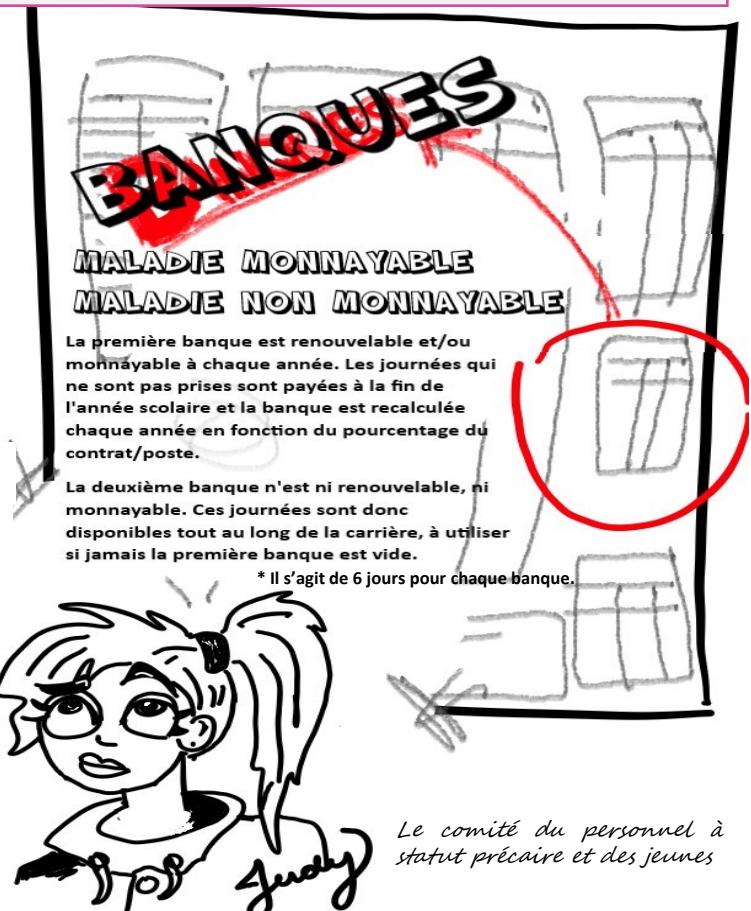 BANQUES
MALADIE MONNAYABLE
MALADIE NON MONNAYABLE
La première banque est renouvelable et/ou
monnayable à chaque année. Les journées qui
ne sont pas prises sont payées à la fin de
l'année scolaire et la banque est recalculée
chaque année en fonction du pourcentage du
contrat/poste.
La deuxième banque n'est ni renouvelable, ni
monnayable. Ces journées sont donc
disponibles tout au long de la carrière, à utiliser
si jamais la première banque est vide.
* Il s’agit de 6 jours pour chaque banque.
Le comité du personnel à
statut précaire et des jeunes